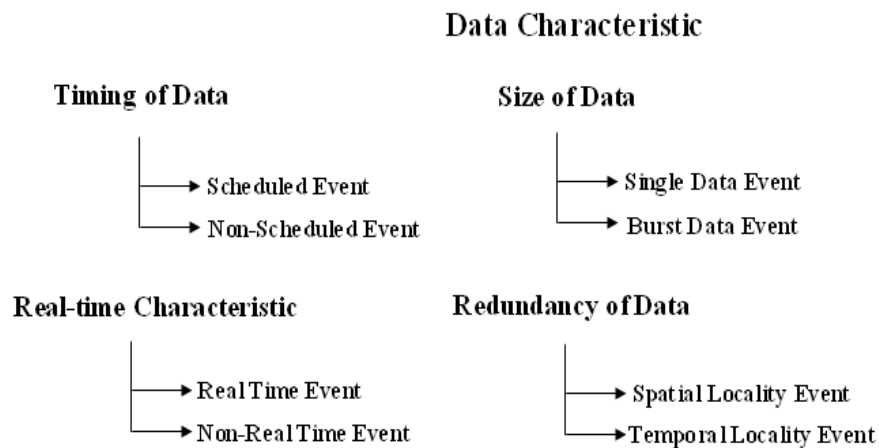 Data Characteristic
Timing of Data
Scheduled Event
Non-Scheduled Event
Size of Data
Single Data Event
Burst Data Event
Real-time Characteristic
Real Time Event
Non-Real Time Event
Redundancy of Data
Spatial Locality Event
Temporal Locality Event